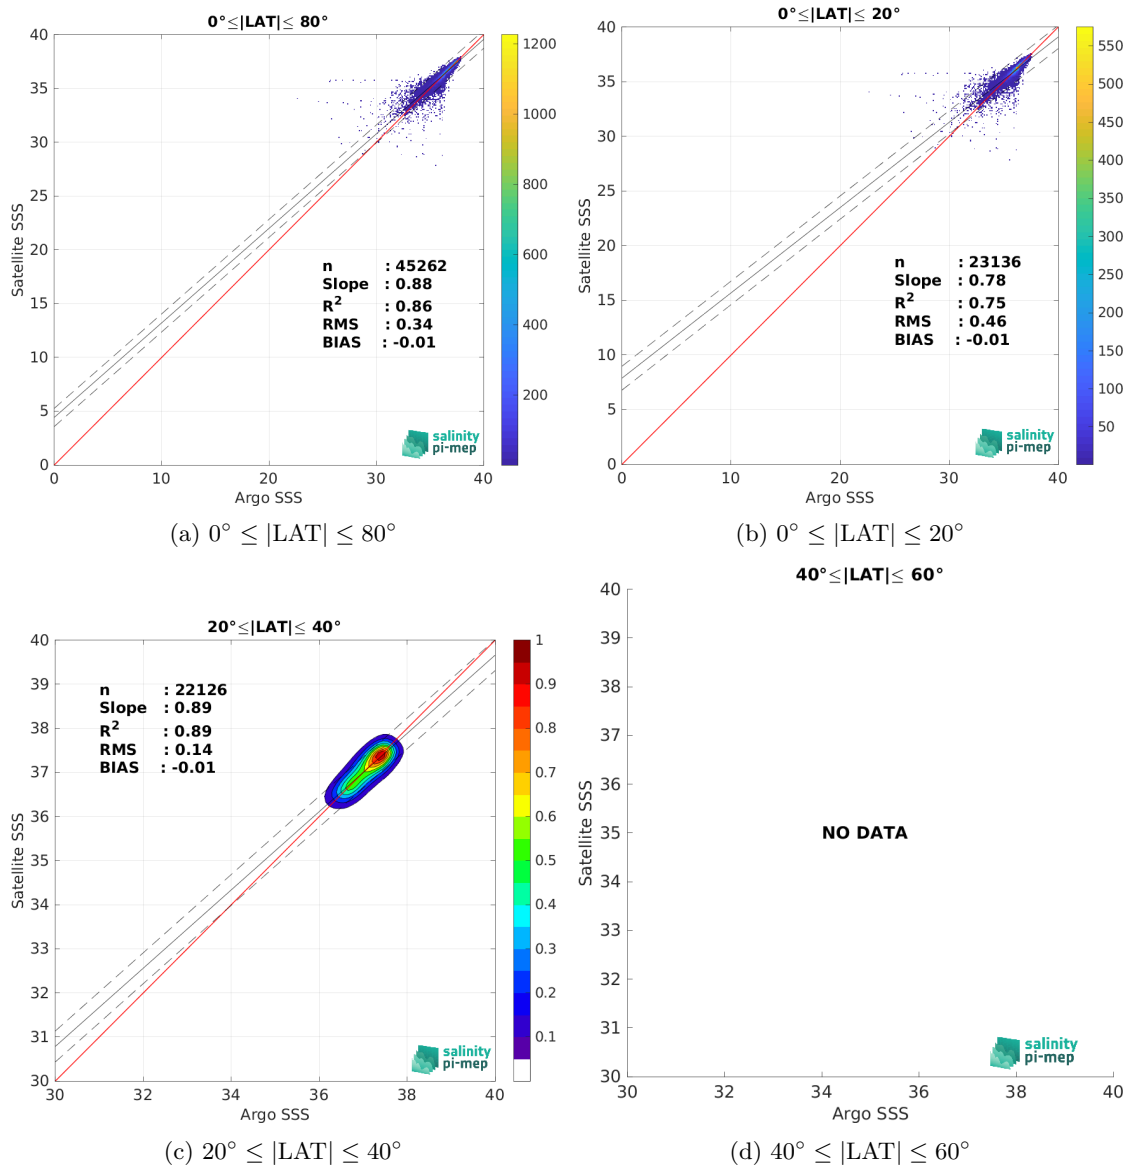 0°≤|LAT|≤ 80°
40
35
30
25
20
15
10
5
0
Satellite SSS
n : 45262
Slope : 0.88
R2 : 0.86
RMS : 0.34
BIAS : -0.01
salinity
pi-mep
0 10 20 30 40
Argo SSS
1200
1000
800
600
400
200
(a) 0° ≤ |LAT| ≤ 80°
0°≤|LAT|≤ 20°
40
35
30
25
20
15
10
5
0
Satellite SSS
n : 23136
Slope : 0.78
R2 : 0.75
RMS : 0.46
BIAS : -0.01
salinity
pi-mep
0 10 20 30 40
Argo SSS
550
500
450
400
350
300
250
200
150
100
50
(b) 0° ≤ |LAT| ≤ 20°
20°≤|LAT|≤ 40°
40
39
38
37
36
35
34
33
32
31
30
Satellite SSS
n : 22126
Slope : 0.89
R2 : 0.89
RMS : 0.14
BIAS : -0.01
salinity
pi-mep
30 32 34 36 38 40
Argo SSS
1
0.9
0.8
0.7
0.6
0.5
0.4
0.3
0.2
0.1
(c) 20° ≤ |LAT| ≤ 40°
40°≤|LAT|≤ 60°
40
39
38
37
36
35
34
33
32
31
30
Satellite SSS
NO DATA
salinity
pi-mep
30 32 34 36 38 40
Argo SSS
(d) 40° ≤ |LAT| ≤ 60°